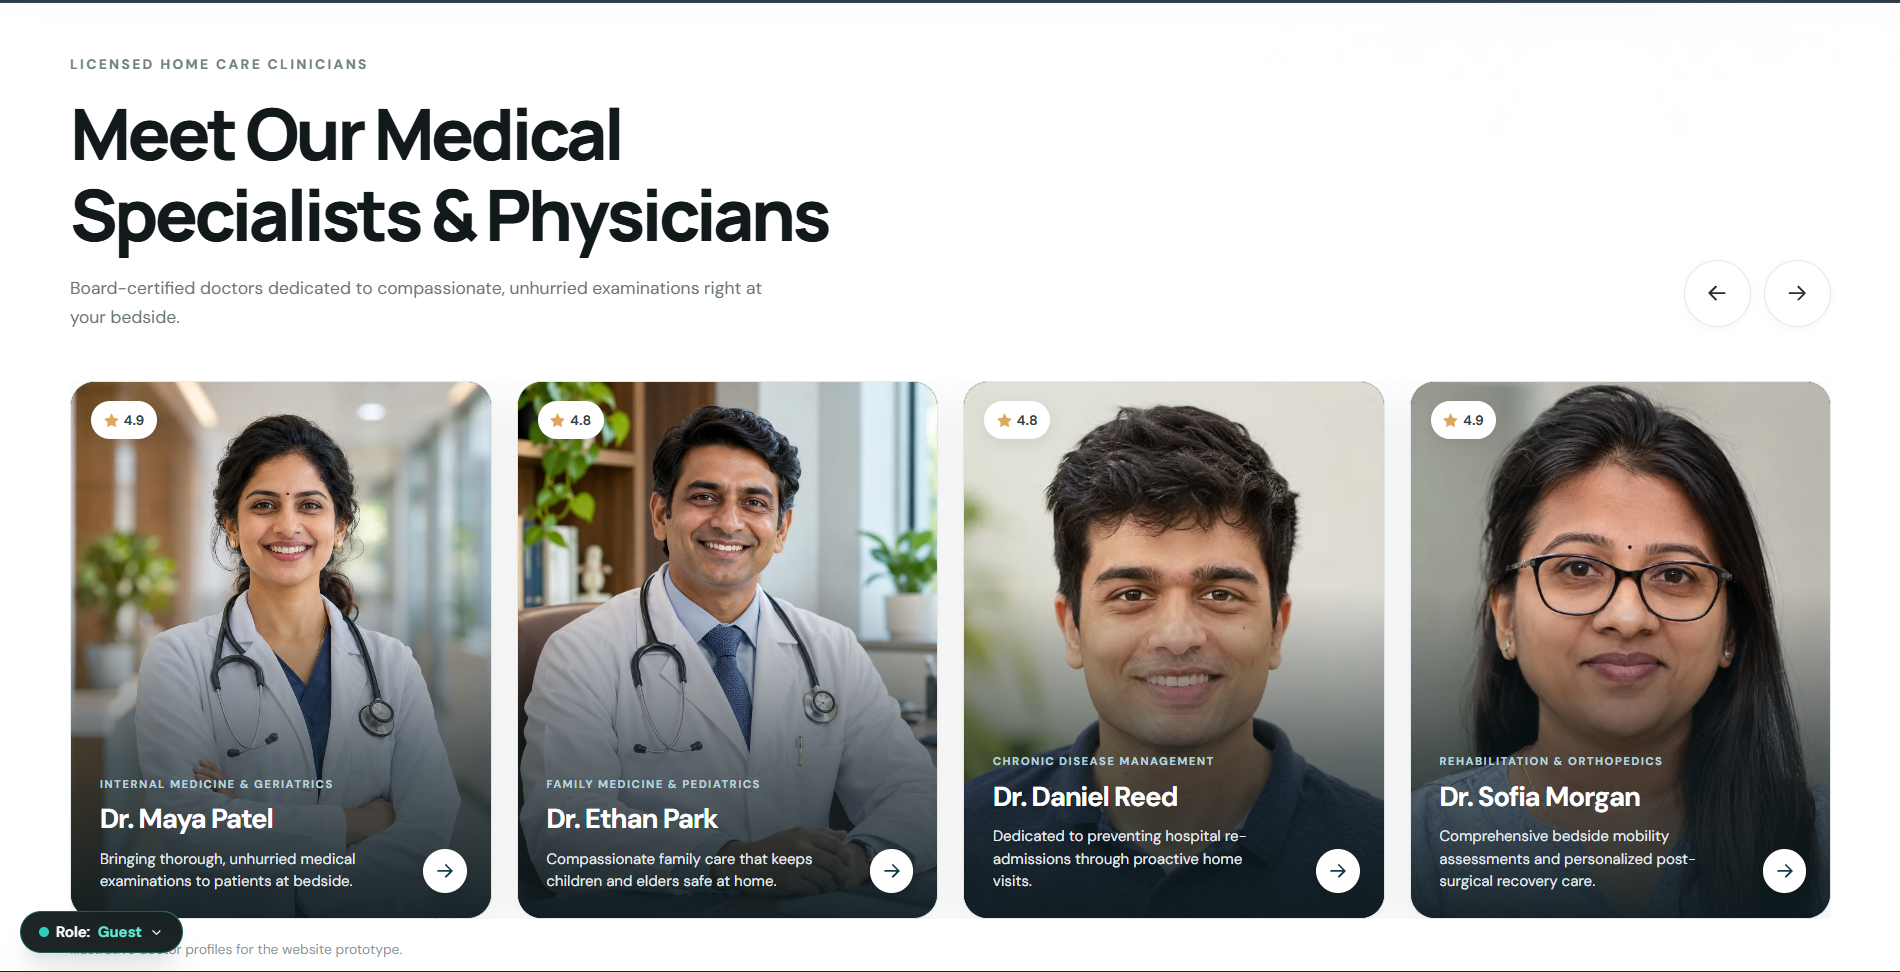 LICENSED HOME CARE CLINICIANS
Meet Our Medical
Specialists & Physicians
Board-certified doctors dedicated to compassionate, unhurried examinations right at
your bedside.
4.9
INTERNAL MEDICINE & GERIATRICS
Dr. Maya Patel
Bringing thorough, unhurried medical
examinations to patients at bedside.
4.8
FAMILY MEDICINE & PEDIATRICS
Dr. Ethan Park
Compassionate family care that keeps
children and elders safe at home.
4.8
CHRONIC DISEASE MANAGEMENT
Dr. Daniel Reed
Dedicated to preventing hospital re-
admissions through proactive home
visits.
4.9
REHABILITATION & ORTHOPEDICS
Dr. Sofia Morgan
Comprehensive bedside mobility
assessments and personalized post-
surgical recovery care.
Role: Guest
profiles for the website prototype.